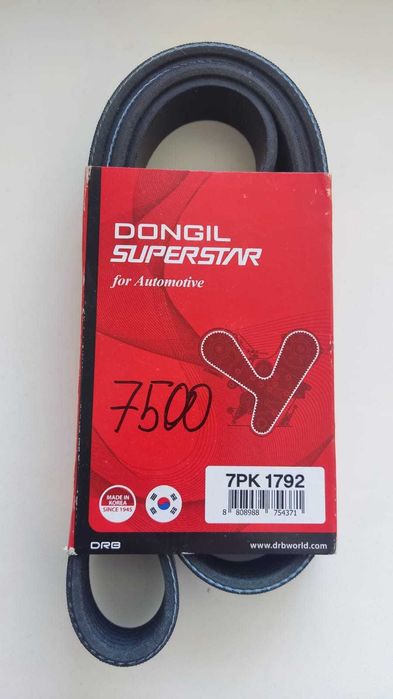 DONGIL
SUPERSTAR
for Automotive
7500
7PK 1792
8 808988 754371
MADE IN
KOREA
SINCE 1945
DRB
www.drbworld.com